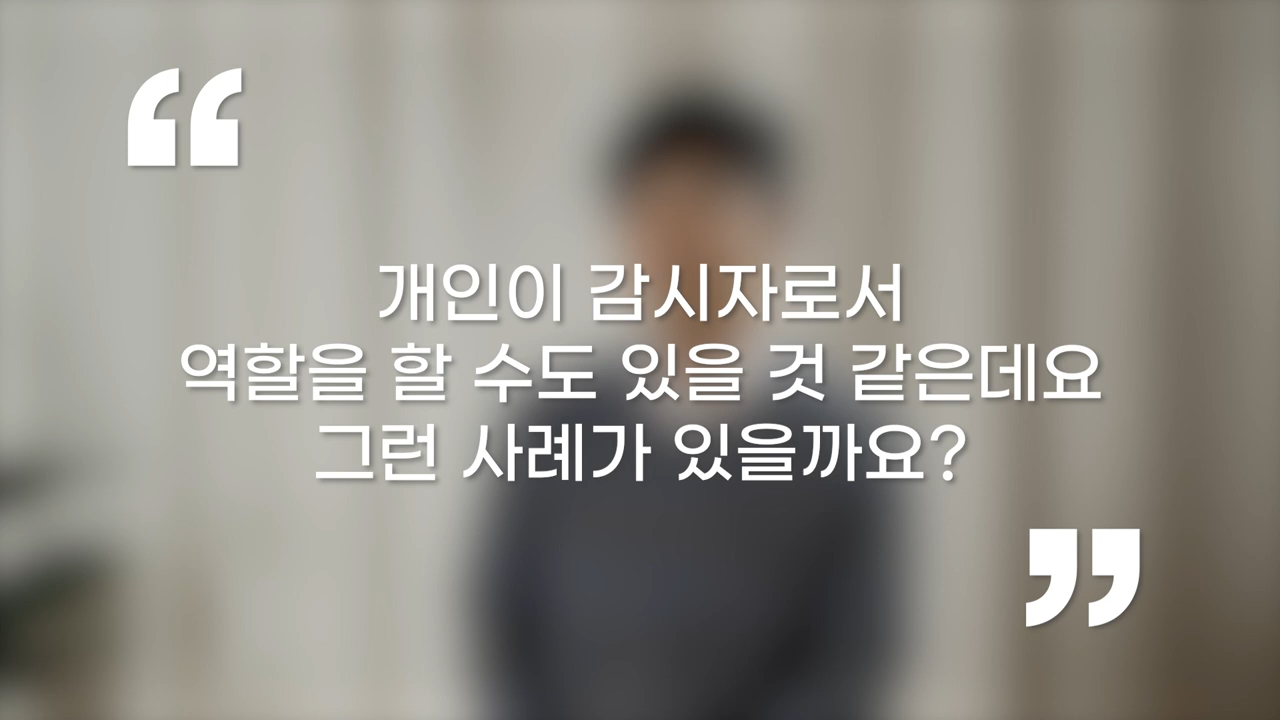 “
개인이 감시자로서
역할을 할 수도 있을 것 같은데요
그런 사례가 있을까요?
”